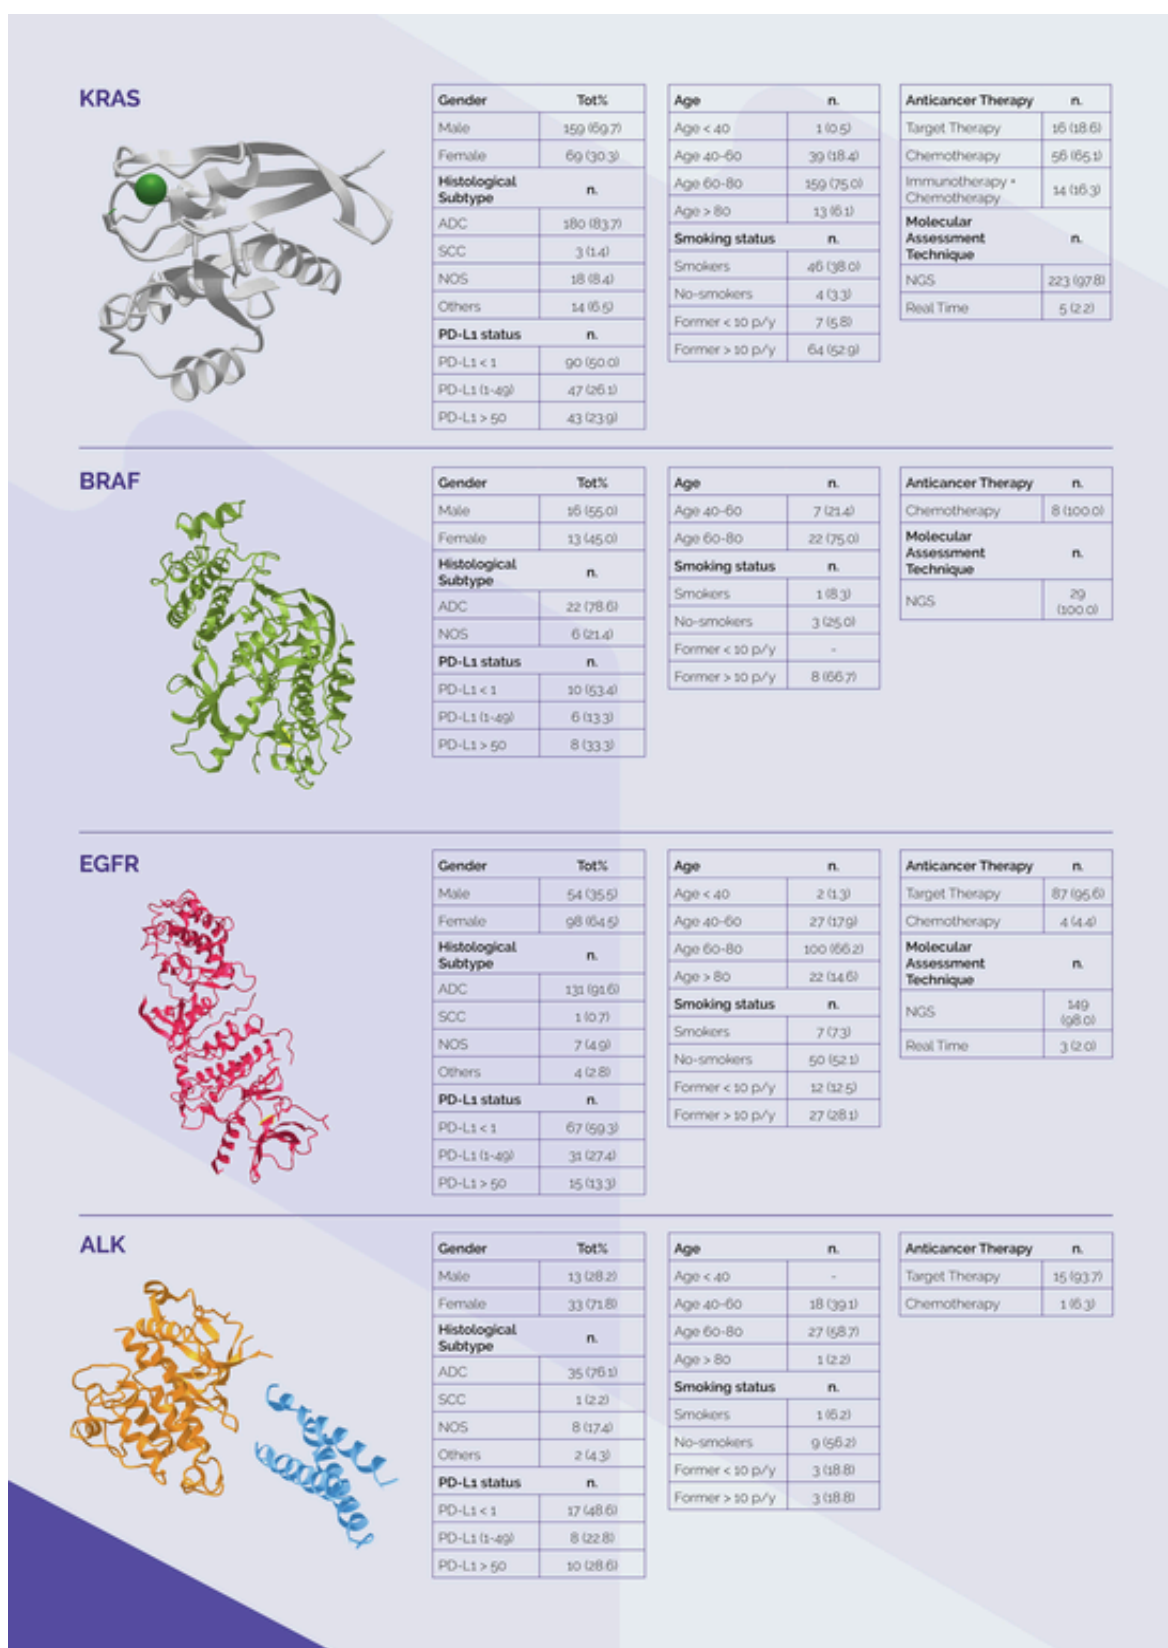 KRAS
Gender Tot%
Male 159 (69.7)
Female 69 (30.3)
Histological
Subtype n.
ADC 180 (83.7)
SCC 3 (1.4)
NOS 18 (8.4)
Others 14 (6.5)
PD-L1 status n.
PD-L1 < 1 90 (50.0)
PD-L1 (1-49) 47 (26.1)
PD-L1 > 50 43 (23.9)
Age n.
Age < 40 1 (0.5)
Age 40-60 39 (18.4)
Age 60-80 159 (75.0)
Age > 80 13 (6.1)
Smoking status n.
Smokers 46 (38.0)
No-smokers 4 (3.3)
Former < 10 p/y 7 (5.8)
Former > 10 p/y 64 (52.9)
Anticancer Therapy n.
Target Therapy 16 (18.6)
Chemotherapy 56 (65.1)
Immunotherapy +
Chemotherapy 14 (16.3)
Molecular
Assessment
Technique n.
NGS 223 (97.8)
Real Time 5 (2.2)
BRAF
Gender Tot%
Male 16 (55.0)
Female 13 (45.0)
Histological
Subtype n.
ADC 22 (78.6)
NOS 6 (21.4)
PD-L1 status n.
PD-L1 < 1 10 (53.4)
PD-L1 (1-49) 6 (13.3)
PD-L1 > 50 8 (33.3)
Age n.
Age 40-60 7 (21.4)
Age 60-80 22 (75.0)
Smoking status n.
Smokers 1 (8.3)
No-smokers 3 (25.0)
Former < 10 p/y -
Former > 10 p/y 8 (66.7)
Anticancer Therapy n.
Chemotherapy 8 (100.0)
Molecular
Assessment
Technique n.
NGS 29
(100.0)
EGFR
Gender Tot%
Male 54 (35.5)
Female 98 (64.5)
Histological
Subtype n.
ADC 131 (91.6)
SCC 1 (0.7)
NOS 7 (4.9)
Others 4 (2.8)
PD-L1 status n.
PD-L1 < 1 67 (59.3)
PD-L1 (1-49) 31 (27.4)
PD-L1 > 50 15 (13.3)
Age n.
Age < 40 2 (1.3)
Age 40-60 27 (17.9)
Age 60-80 100 (66.2)
Age > 80 22 (14.6)
Smoking status n.
Smokers 7 (7.3)
No-smokers 50 (52.1)
Former < 10 p/y 12 (12.5)
Former > 10 p/y 27 (28.1)
Anticancer Therapy n.
Target Therapy 87 (95.6)
Chemotherapy 4 (4.4)
Molecular
Assessment
Technique n.
NGS 149
(98.0)
Real Time 3 (2.0)
ALK
Gender Tot%
Male 13 (28.2)
Female 33 (71.8)
Histological
Subtype n.
ADC 35 (76.1)
SCC 1 (2.2)
NOS 8 (17.4)
Others 2 (4.3)
PD-L1 status n.
PD-L1 < 1 17 (48.6)
PD-L1 (1-49) 8 (22.8)
PD-L1 > 50 10 (28.6)
Age n.
Age < 40 -
Age 40-60 18 (39.1)
Age 60-80 27 (58.7)
Age > 80 1 (2.2)
Smoking status n.
Smokers 1 (6.2)
No-smokers 9 (56.2)
Former < 10 p/y 3 (18.8)
Former > 10 p/y 3 (18.8)
Anticancer Therapy n.
Target Therapy 15 (93.7)
Chemotherapy 1 (6.3)